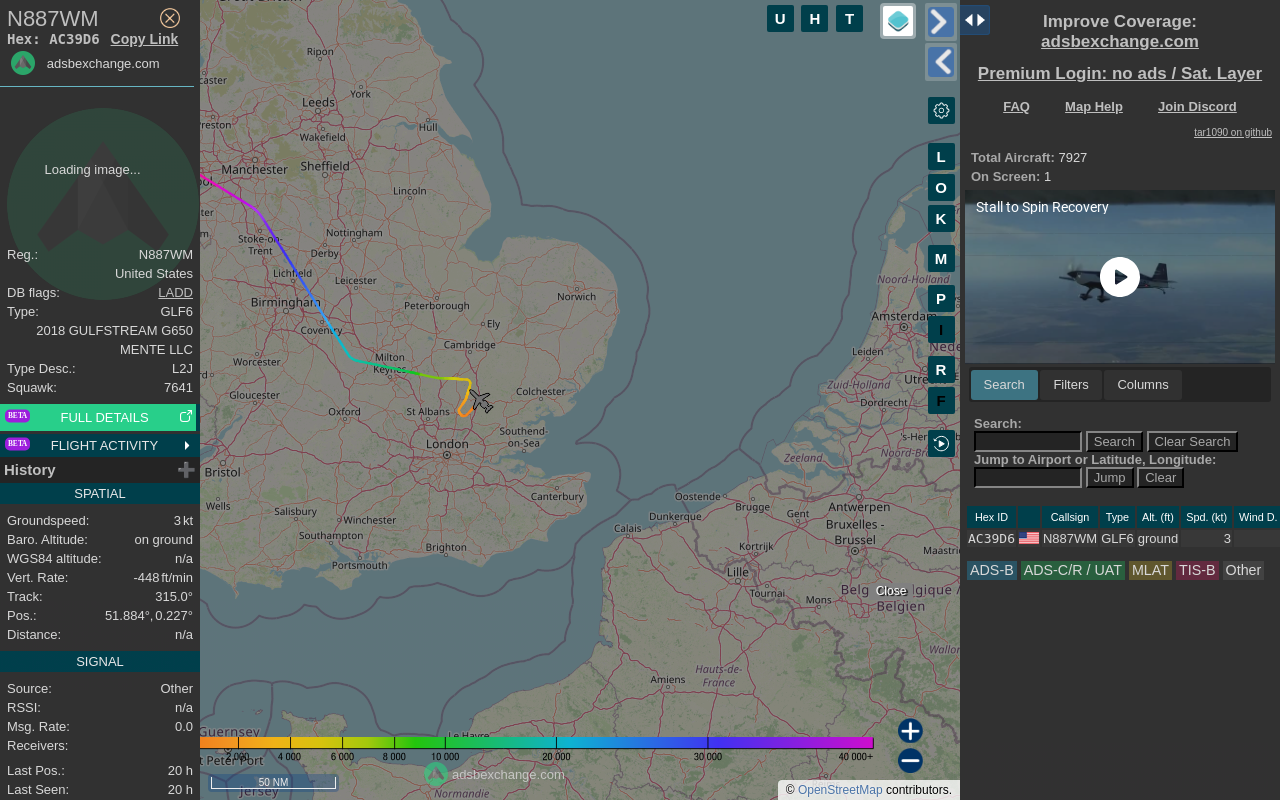 N887WM
Hex: AC39D6 Copy Link
adsbexchange.com
Loading image...
Reg.: N887WM
United States
DB flags: LADD
Type: GLF6
2018 GULFSTREAM G650
MENTE LLC
Type Desc.: L2J
Squawk: 7641
BETA FULL DETAILS
BETA FLIGHT ACTIVITY
History
SPATIAL
Groundspeed: 3 kt
Baro. Altitude: on ground
WGS84 altitude: n/a
Vert. Rate: -448 ft/min
Track: 315.0°
Pos.: 51.884°, 0.227°
Distance: n/a
SIGNAL
Source: Other
RSSI: n/a
Msg. Rate: 0.0
Receivers:
Last Pos.: 20 h
Last Seen: 20 h
U H T
L
O
K
M
P
I
R
F
Ripon
York
Leeds
Hull
Preston
Wakefield
Manchester
Sheffield
Lincoln
Stoke-on-
Trent
Nottingham
Derby
Lichfield
Leicester
Norwich
Birmingham
Peterborough
Coventry
Ely
Cambridge
Worcester
Milton
Keynes
Colchester
Gloucester
Oxford
St Albans
Southend-
on-Sea
London
Bristol
Wells
Salisbury
Winchester
Canterbury
Southampton
Brighton
Portsmouth
Noord-Holland
Amsterdam
Leiden
Zuid-Holland
Dordrecht
Zeeland
Oostende
Brugge
Antwerpen
Gent
Dunkerque
Calais
Bruxelles -
Brussel
Kortrijk
Lille
Tournai
Mons
Close
Belgien
Hauts-de-
France
Amiens
Guernsey
Le Havre
Jersey
Normandie
2 000 4 000 6 000 8 000 10 000 20 000 30 000 40 000+
adsbexchange.com
50 NM
© OpenStreetMap contributors.
Improve Coverage:
adsbexchange.com
Premium Login: no ads / Sat. Layer
FAQ Map Help Join Discord
tar1090 on github
Total Aircraft: 7927
On Screen: 1
Stall to Spin Recovery
Search Filters Columns
Search:
Search Clear Search
Jump to Airport or Latitude, Longitude:
Jump Clear
Hex ID Callsign Type Alt. (ft) Spd. (kt) Wind D.
AC39D6 N887WM GLF6 ground 3
ADS-B ADS-C/R / UAT MLAT TIS-B Other